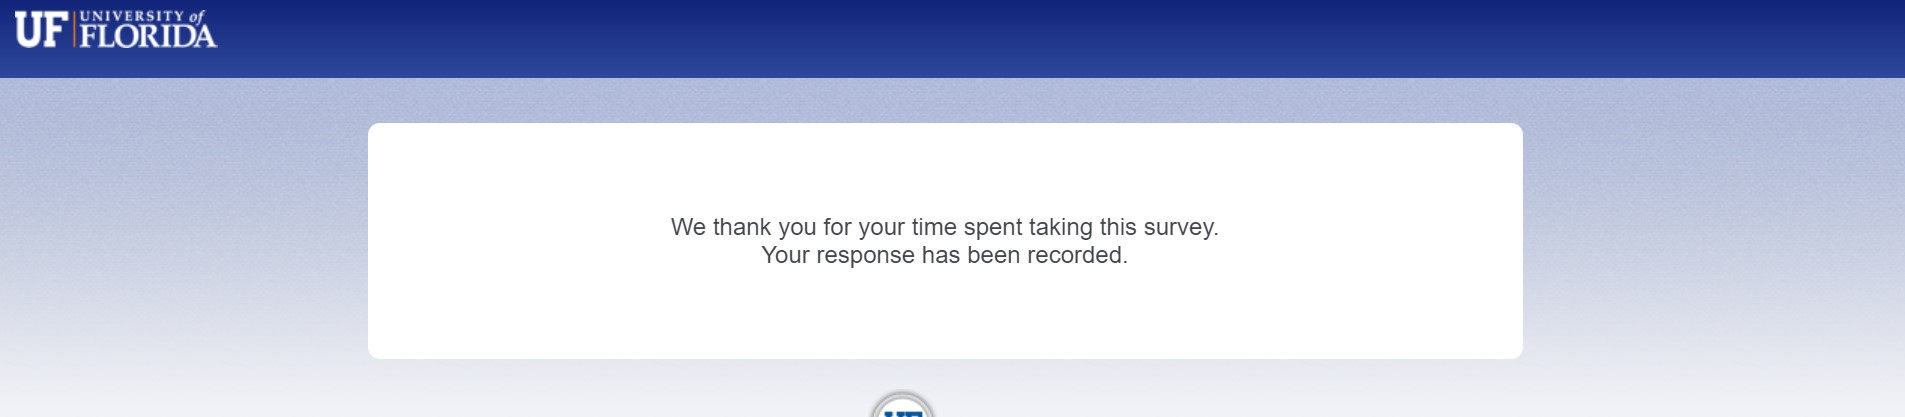 UF UNIVERSITY of
FLORIDA
We thank you for your time spent taking this survey.
Your response has been recorded.
UF